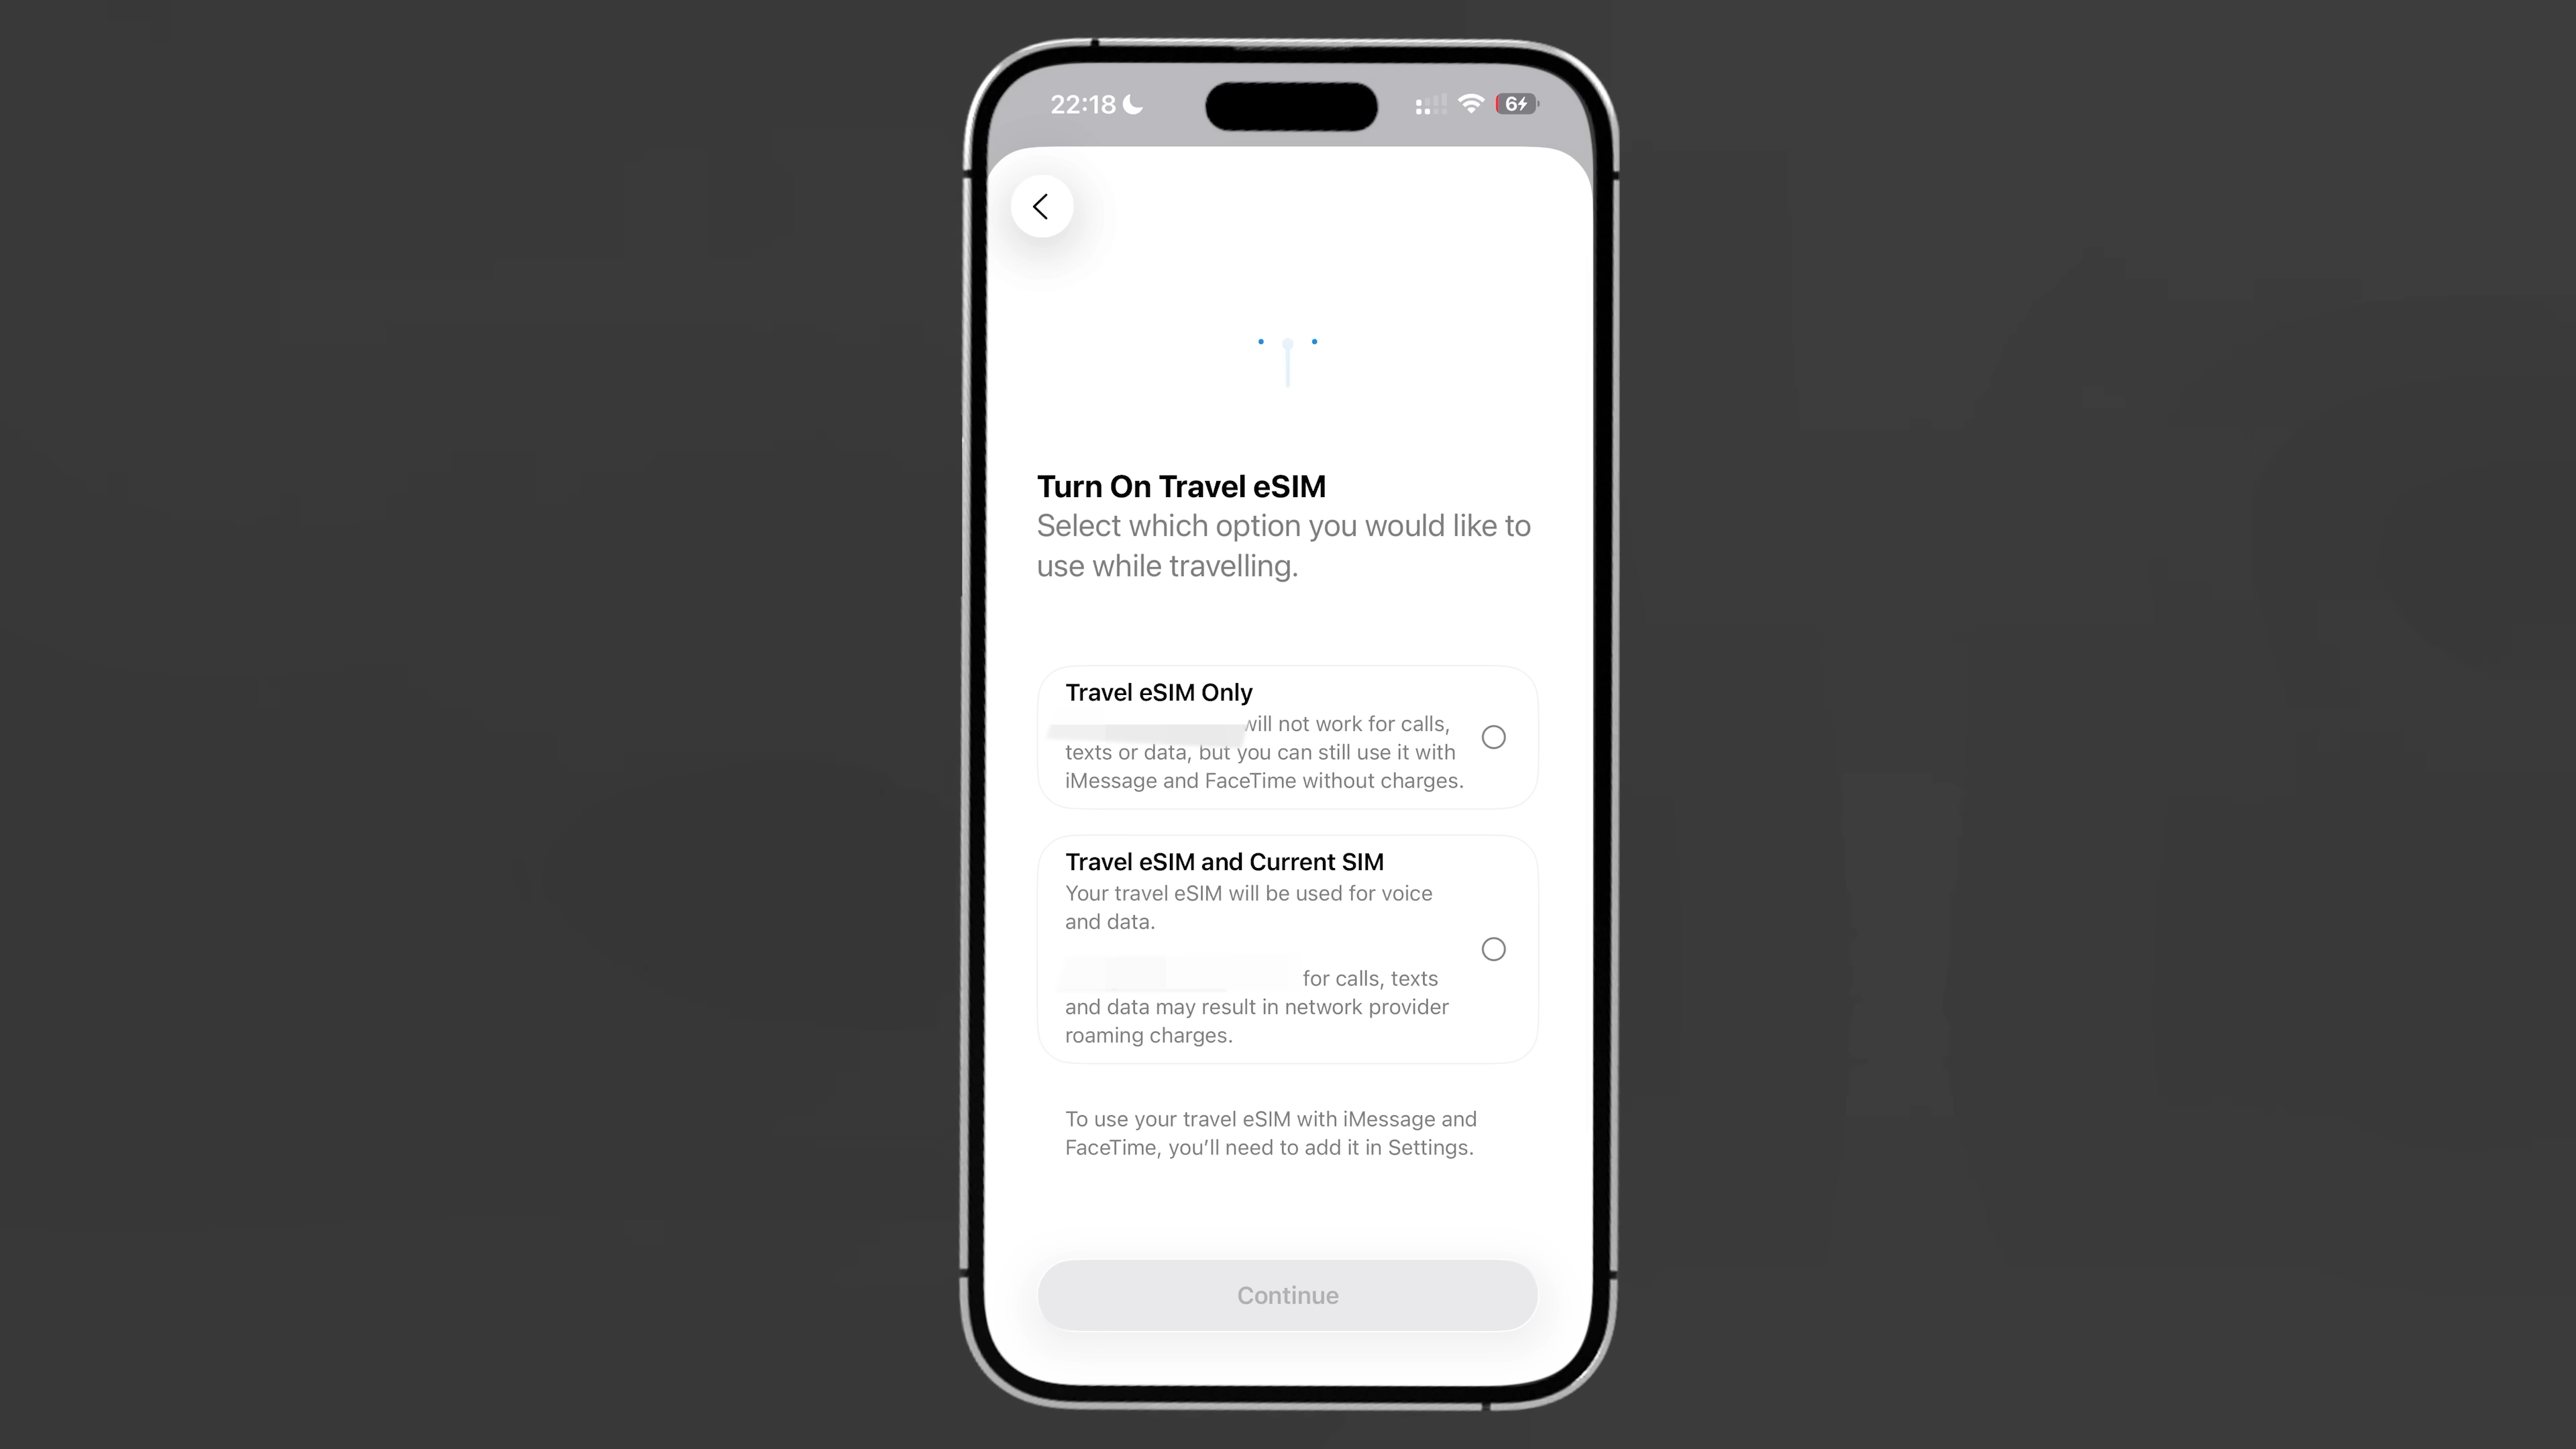 22:18
6
Turn On Travel eSIM
Select which option you would like to
use while travelling.
Travel eSIM Only
will not work for calls,
texts or data, but you can still use it with
iMessage and FaceTime without charges.
Travel eSIM and Current SIM
Your travel eSIM will be used for voice
and data.
for calls, texts
and data may result in network provider
roaming charges.
To use your travel eSIM with iMessage and
FaceTime, you’ll need to add it in Settings.
Continue